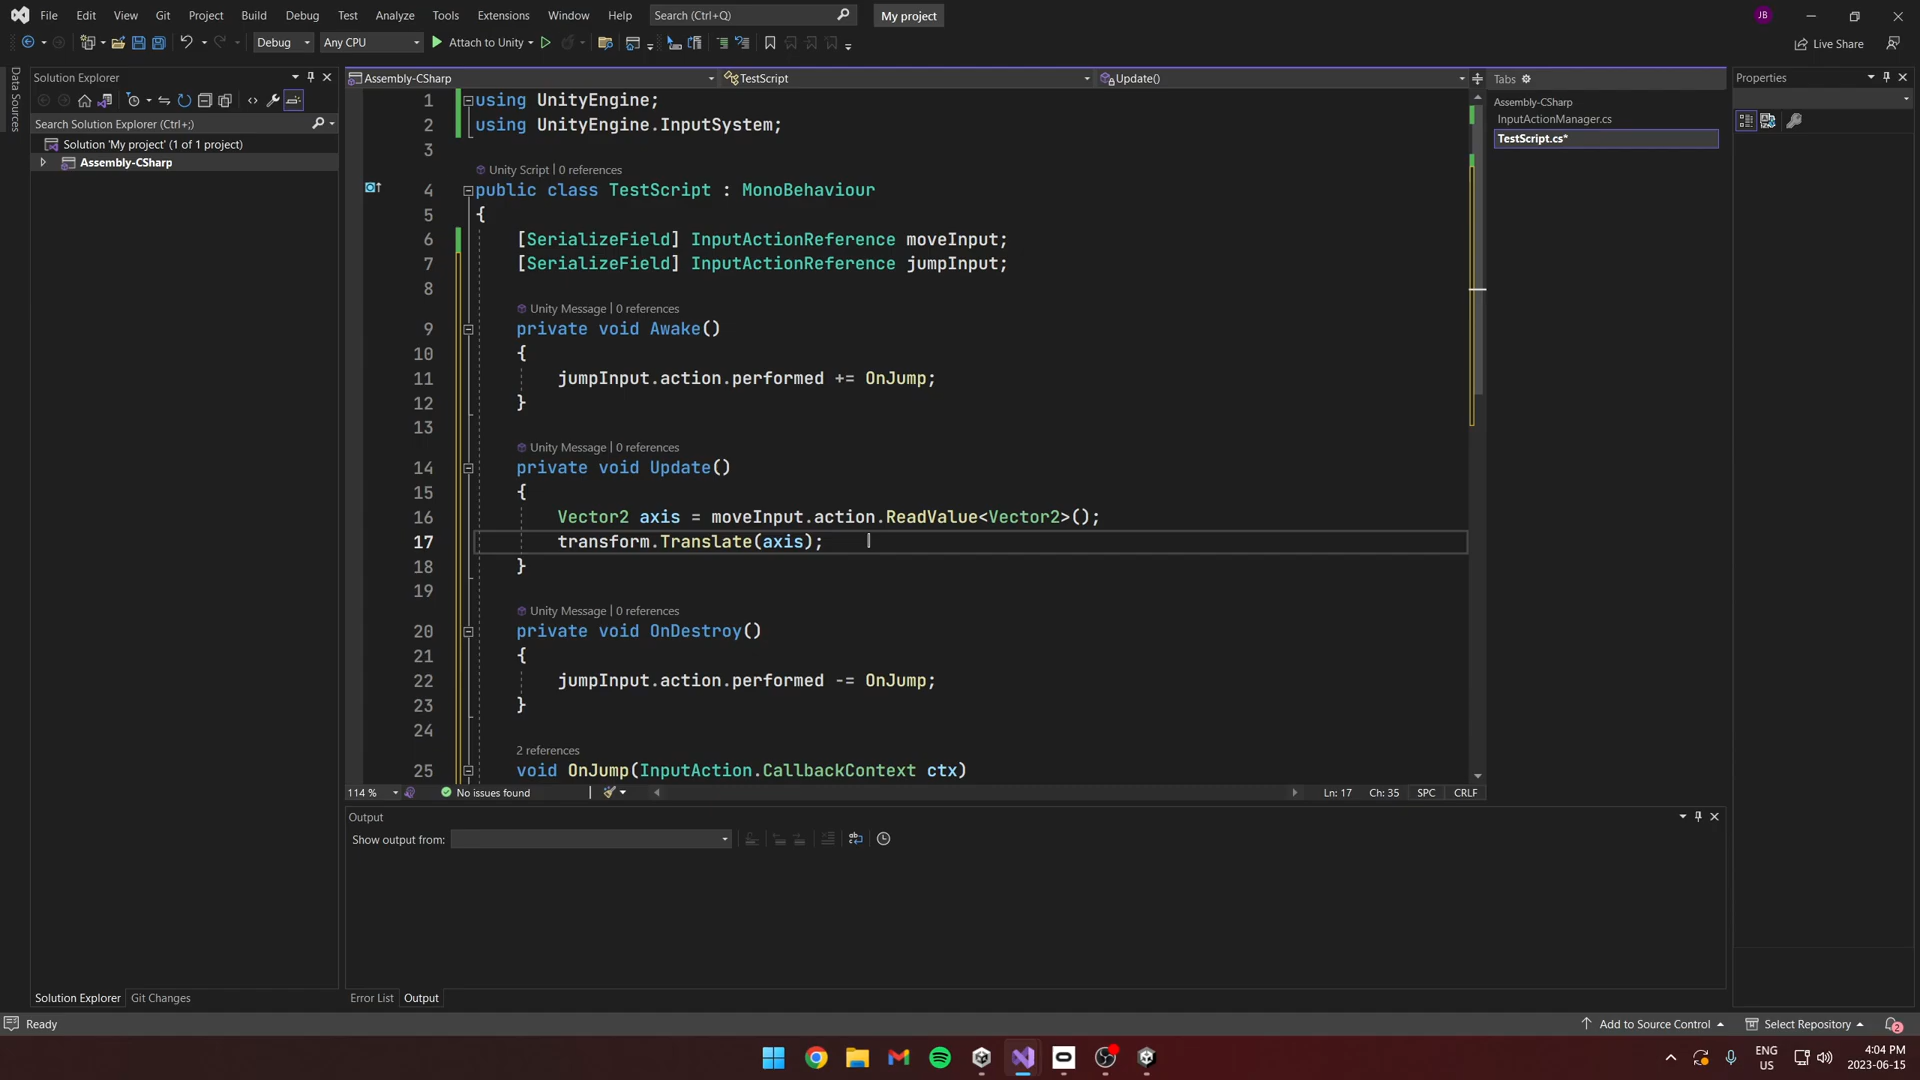 File Edit View Git Project Build Debug Test Analyze Tools Extensions Window Help Search (Ctrl+Q) My project JB
Debug Any CPU Attach to Unity Live Share
Data Sources
Solution Explorer
Search Solution Explorer (Ctrl+;)
Solution 'My project' (1 of 1 project)
Assembly-CSharp
Assembly-CSharp TestScript Update()
1 using UnityEngine;
2 using UnityEngine.InputSystem;
3
Unity Script | 0 references
4 public class TestScript : MonoBehaviour
5 {
6 [SerializeField] InputActionReference moveInput;
7 [SerializeField] InputActionReference jumpInput;
8
Unity Message | 0 references
9 private void Awake()
10 {
11 jumpInput.action.performed += OnJump;
12 }
13
Unity Message | 0 references
14 private void Update()
15 {
16 Vector2 axis = moveInput.action.ReadValue<Vector2>();
17 transform.Translate(axis);
18 }
19
Unity Message | 0 references
20 private void OnDestroy()
21 {
22 jumpInput.action.performed -= OnJump;
23 }
24
2 references
25 void OnJump(InputAction.CallbackContext ctx)
114 % No issues found Ln: 17 Ch: 35 SPC CRLF
Tabs
Assembly-CSharp
InputActionManager.cs
TestScript.cs*
Properties
Output
Show output from:
Solution Explorer Git Changes
Error List Output
Ready
Add to Source Control Select Repository 2
ENG
US
4:04 PM
2023-06-15